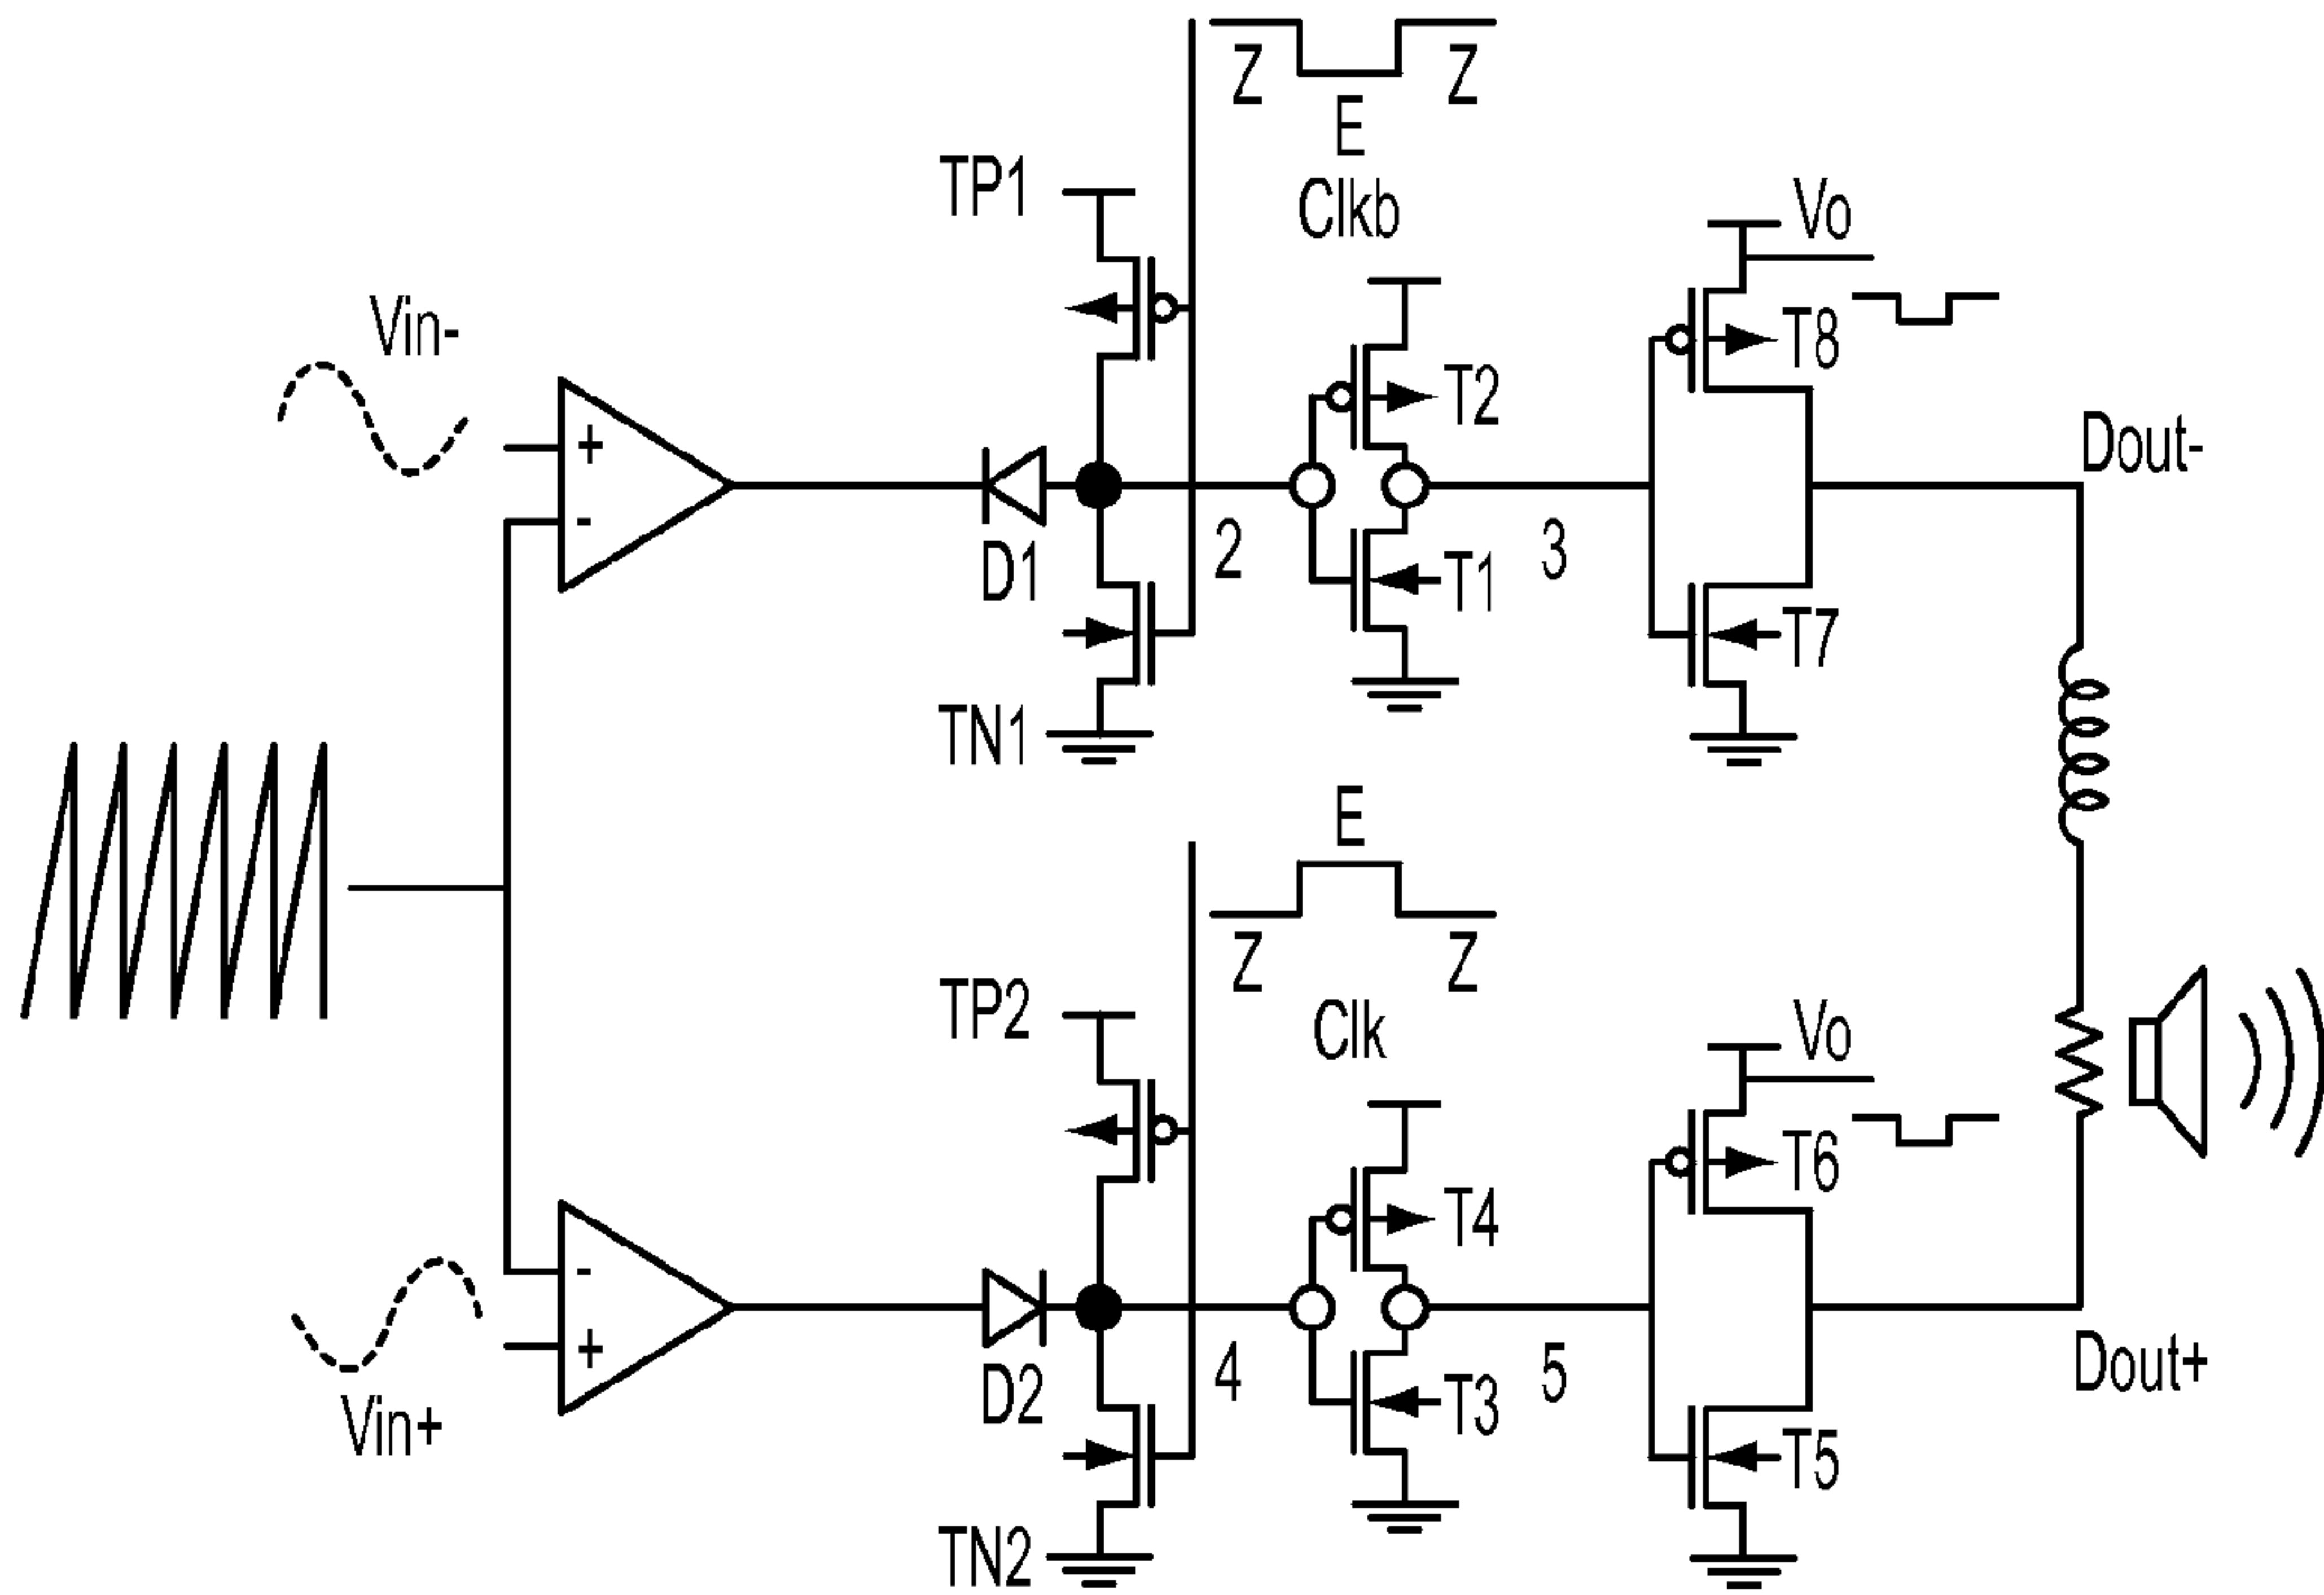 Z
Z
E
Clkb
TP1
Vo
Vin-
T8
T2
Dout-
+
-
2
3
D1
T1
T7
TN1
E
Z
Z
TP2
Clk
Vo
T6
T4
-
+
4
5
D2
T3
Dout+
Vin+
T5
TN2